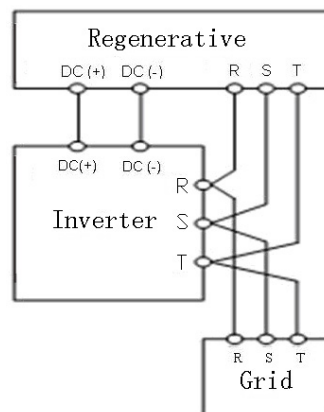 Regenerative
DC(+) DC(-) R S T
DC(+) DC(-)
R
S
Inverter
T
R S T
Grid